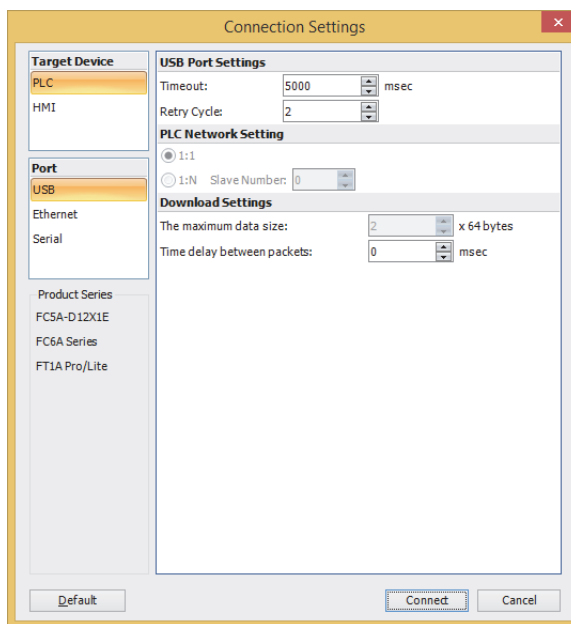 Connection Settings
Target Device
PLC
HMI
Port
USB
Ethernet
Serial
Product Series
FC5A-D12X1E
FC6A Series
FT1A Pro/Lite
USB Port Settings
Timeout: 5000 msec
Retry Cycle: 2
PLC Network Setting
1:1
1:N Slave Number: 0
Download Settings
The maximum data size: 2 x 64 bytes
Time delay between packets: 0 msec
Default
Connect
Cancel